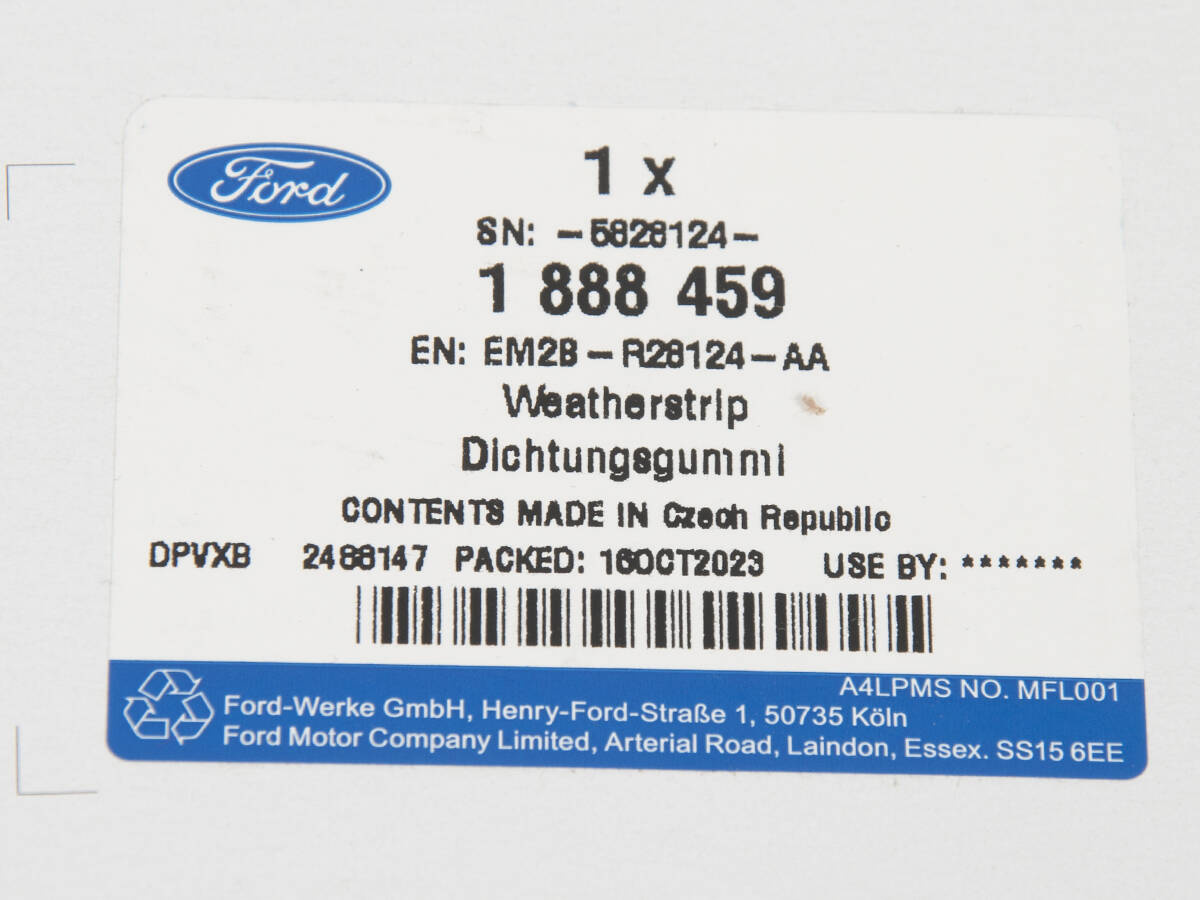 Ford
1 x
SN: -5828124-
1 888 459
EN: EM2B-R28124-AA
Weatherstrip
Dichtungsgummi
CONTENTS MADE IN Czech Republic
DPVXB 2488147 PACKED: 16OCT2023 USE BY: *******
A4LPMS NO. MFL001
Ford-Werke GmbH, Henry-Ford-Straße 1, 50735 Köln
Ford Motor Company Limited, Arterial Road, Laindon, Essex. SS15 6EE